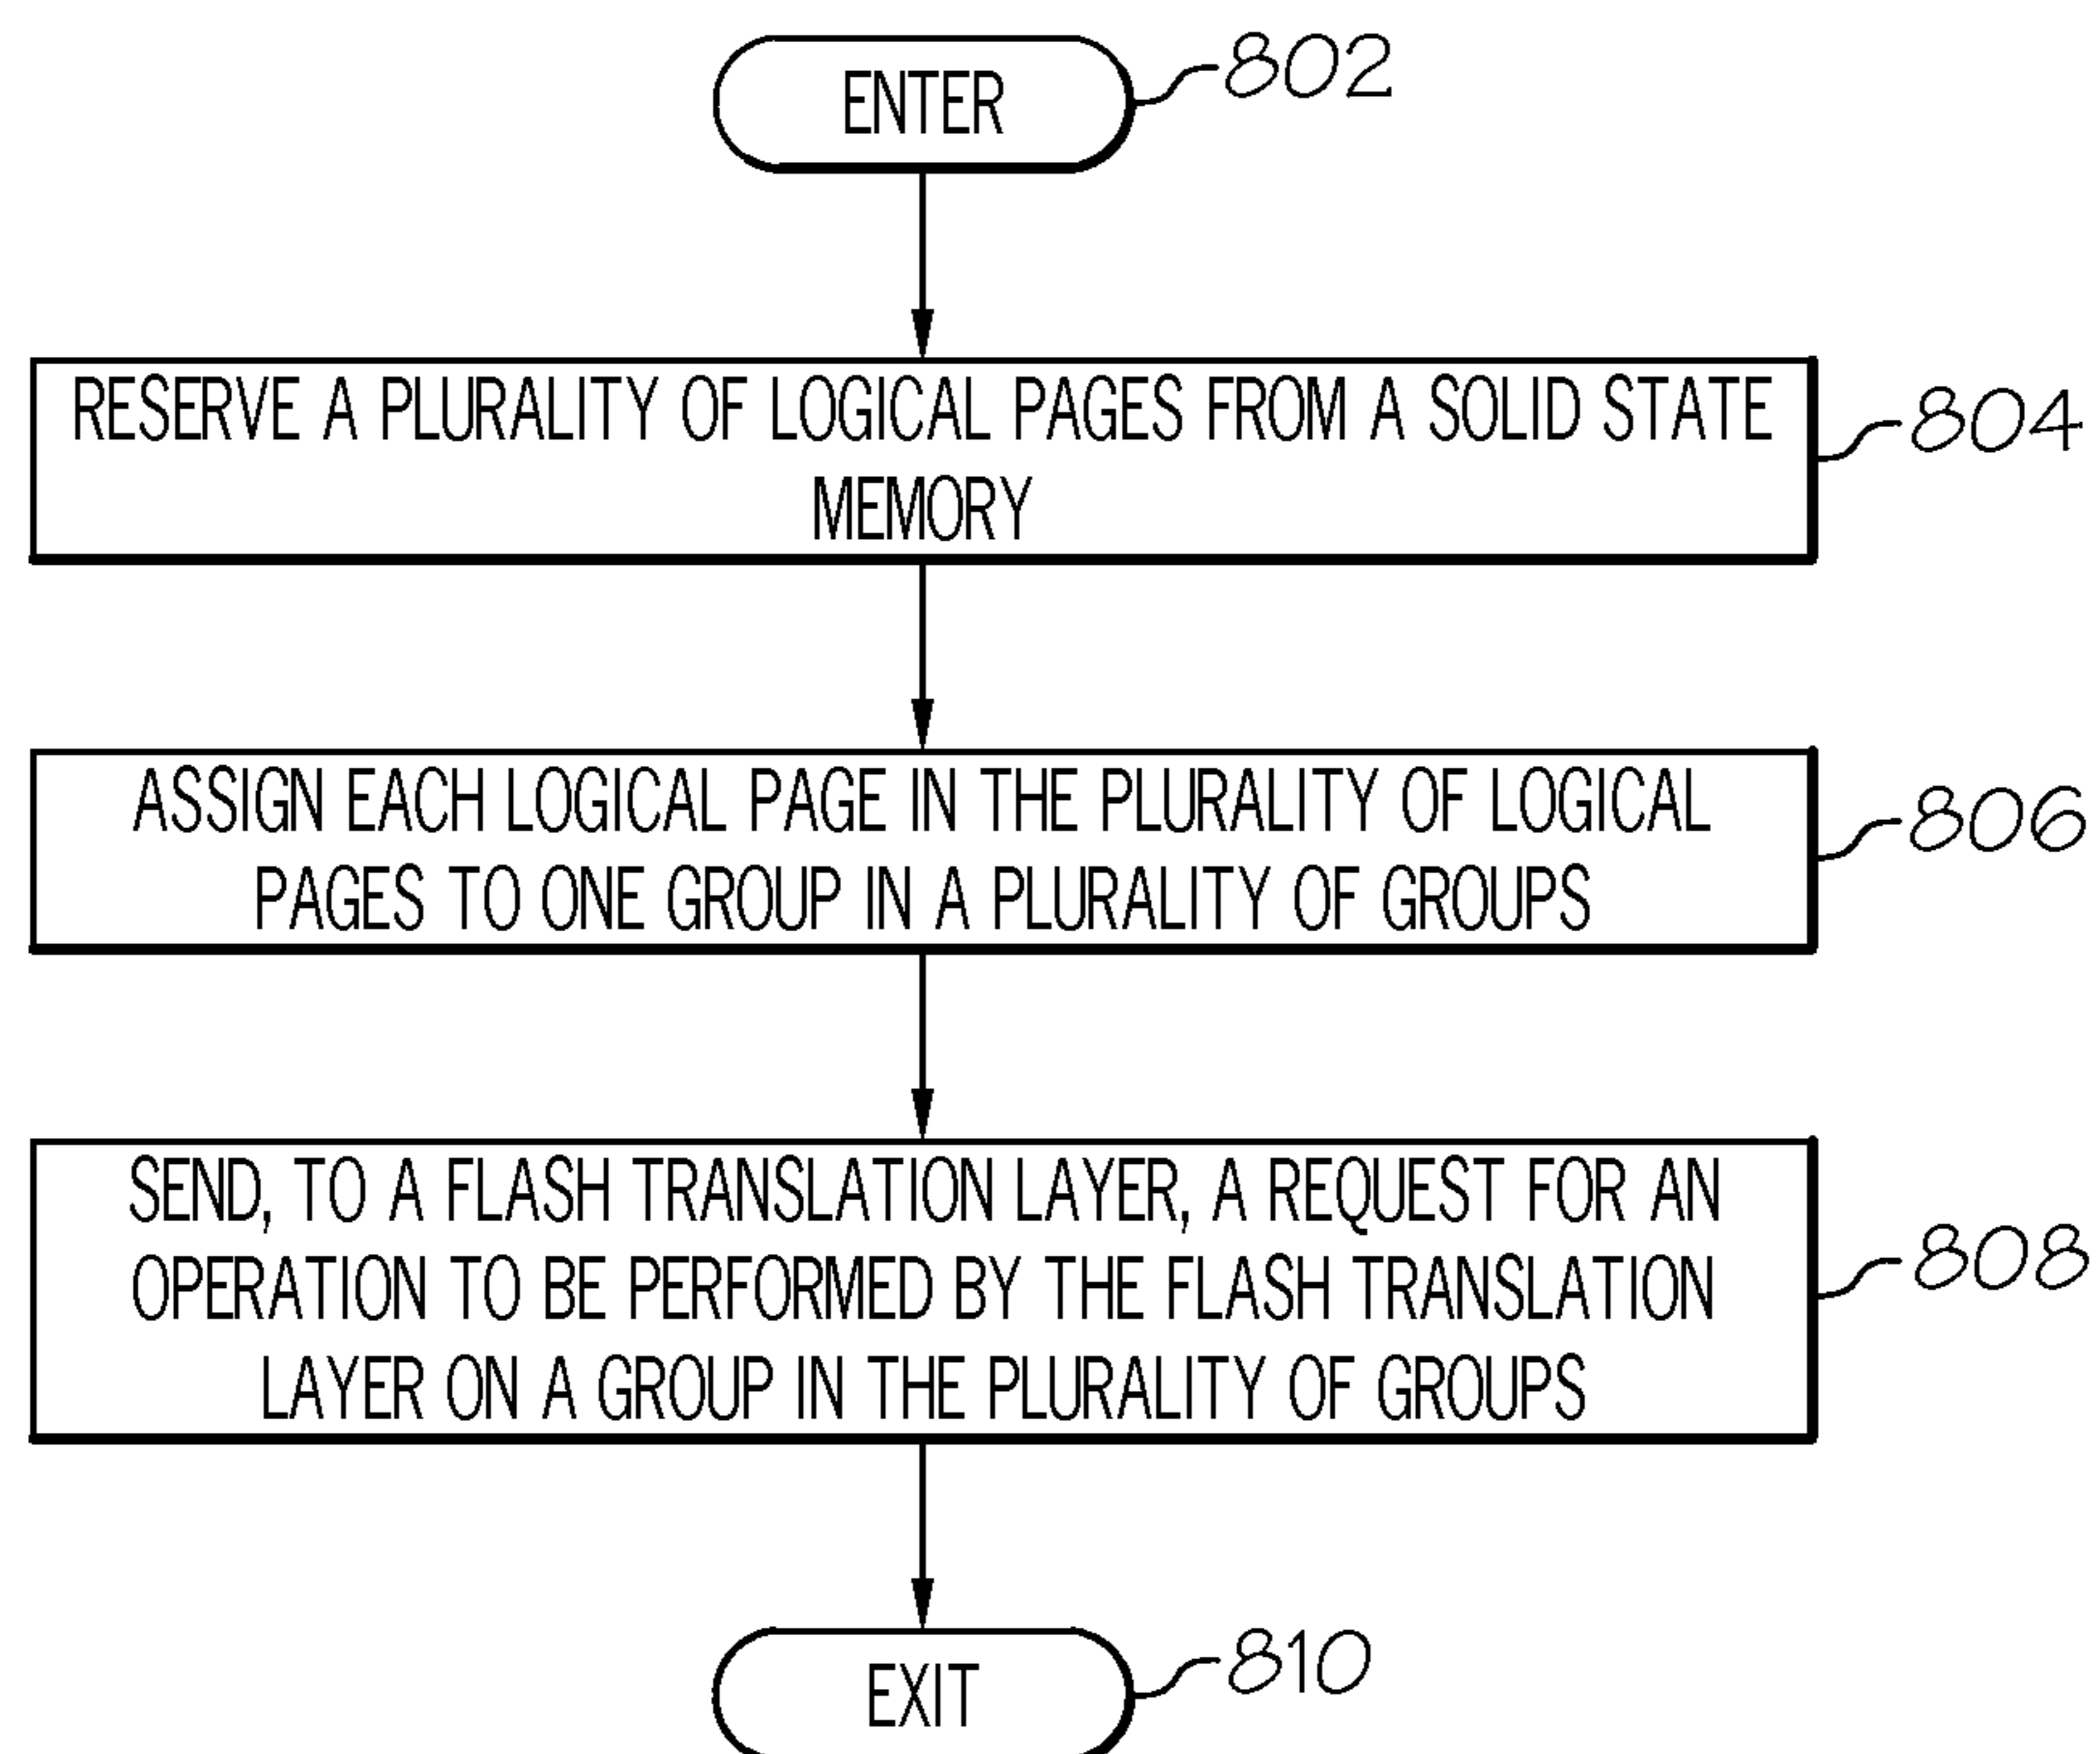 ENTER
802
RESERVE A PLURALITY OF LOGICAL PAGES FROM A SOLID STATE
MEMORY
804
ASSIGN EACH LOGICAL PAGE IN THE PLURALITY OF LOGICAL
PAGES TO ONE GROUP IN A PLURALITY OF GROUPS
806
SEND, TO A FLASH TRANSLATION LAYER, A REQUEST FOR AN
OPERATION TO BE PERFORMED BY THE FLASH TRANSLATION
LAYER ON A GROUP IN THE PLURALITY OF GROUPS
808
EXIT
810